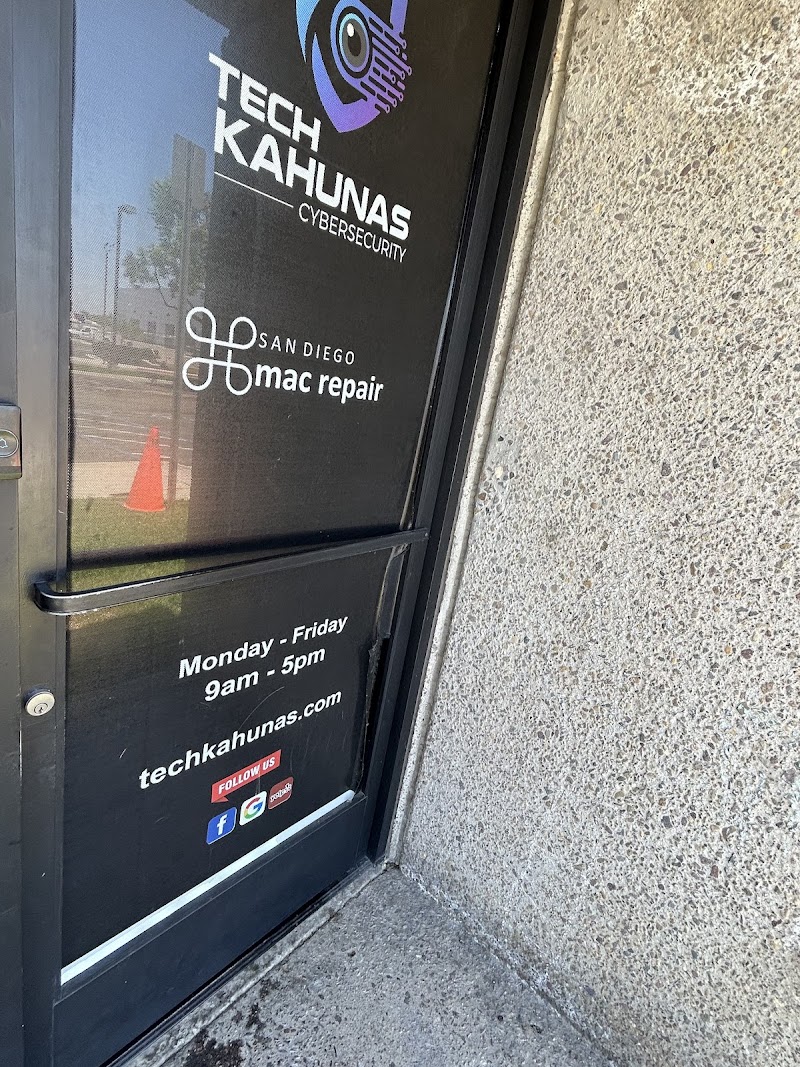 TECH
KAHUNAS
CYBERSECURITY
SAN DIEGO
mac repair
Monday - Friday
9am - 5pm
techkahunas.com
FOLLOW US
f G